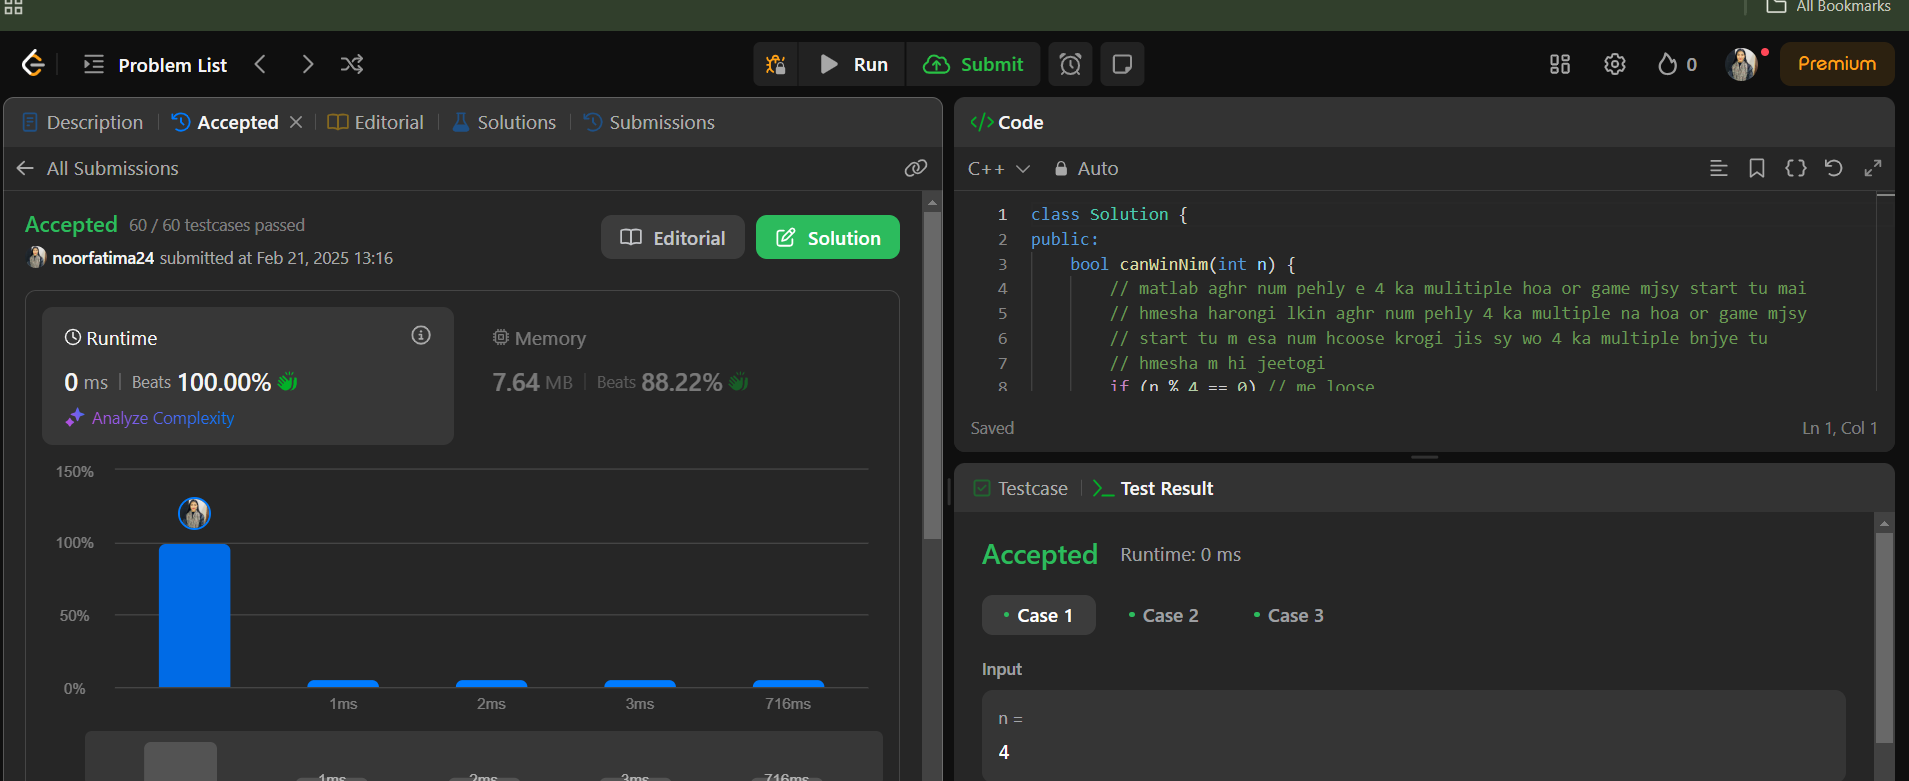 All Bookmarks
Problem List
Run
Submit
0
Premium
Description
Accepted
Editorial
Solutions
Submissions
All Submissions
Accepted 60 / 60 testcases passed
noorfatima24 submitted at Feb 21, 2025 13:16
Editorial
Solution
Runtime
0 ms | Beats 100.00%
Analyze Complexity
Memory
7.64 MB | Beats 88.22%
150%
100%
50%
0%
1ms
2ms
3ms
716ms
1ms
2ms
3ms
716ms
</> Code
C++
Auto
1 class Solution {
2 public:
3 bool canWinNim(int n) {
4 // matlab aghr num pehly e 4 ka mulitiple hoa or game mjsy start tu mai
5 // hmesha harongi lkin aghr num pehly 4 ka multiple na hoa or game mjsy
6 // start tu m esa num hcoose krogi jis sy wo 4 ka multiple bnjye tu
7 // hmesha m hi jeetogi
8 if (n % 4 == 0) // me loose
Saved
Ln 1, Col 1
Testcase
Test Result
Accepted Runtime: 0 ms
Case 1
Case 2
Case 3
Input
n =
4